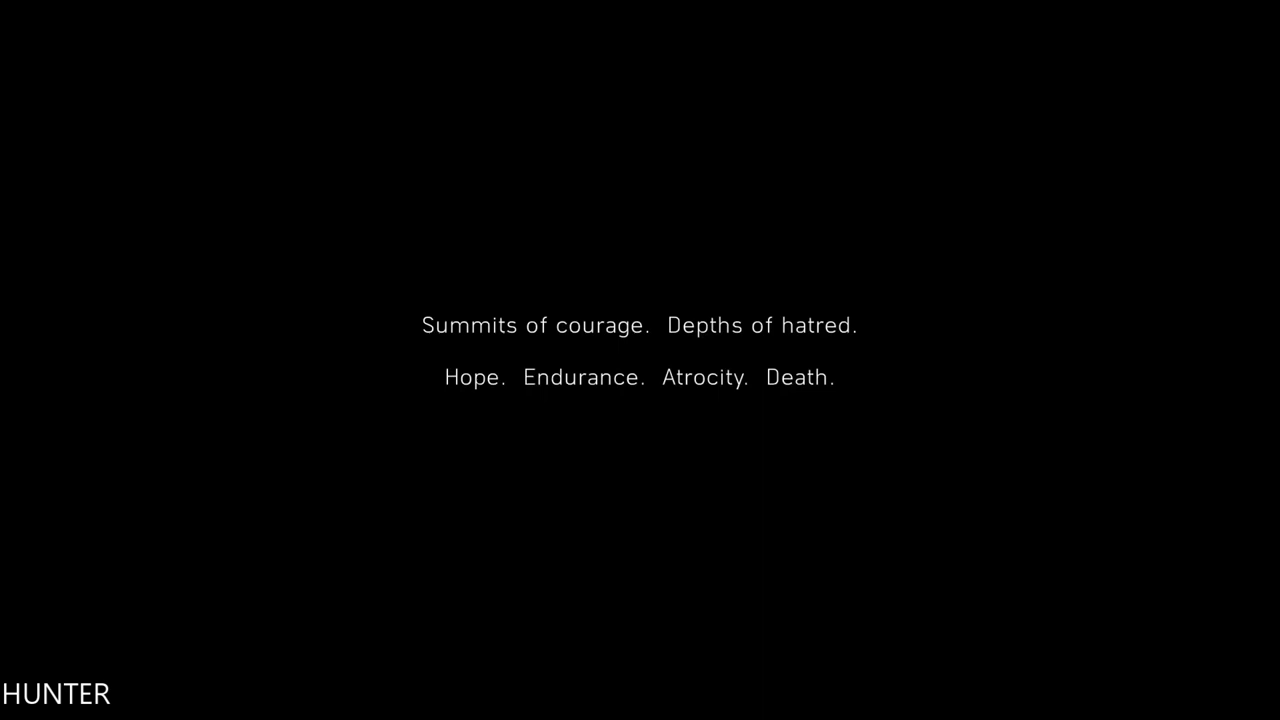 Summits of courage. Depths of hatred.
Hope. Endurance. Atrocity. Death.
HUNTER